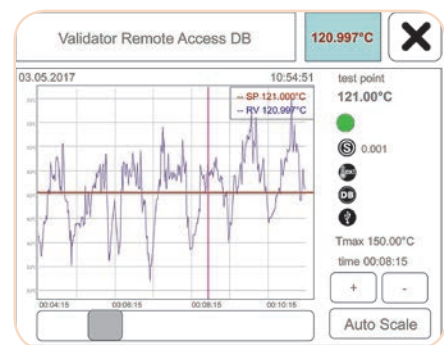 Validator Remote Access DB
120.997°C
03.05.2017
10:54:51
SP 121.000°C
RV 120.997°C
test point
121.00°C
S 0.001
DB
Tmax 150.00°C
time 00:08:15
+ -
Auto Scale
00:04:15 00:06:15 00:08:15 00:10:15